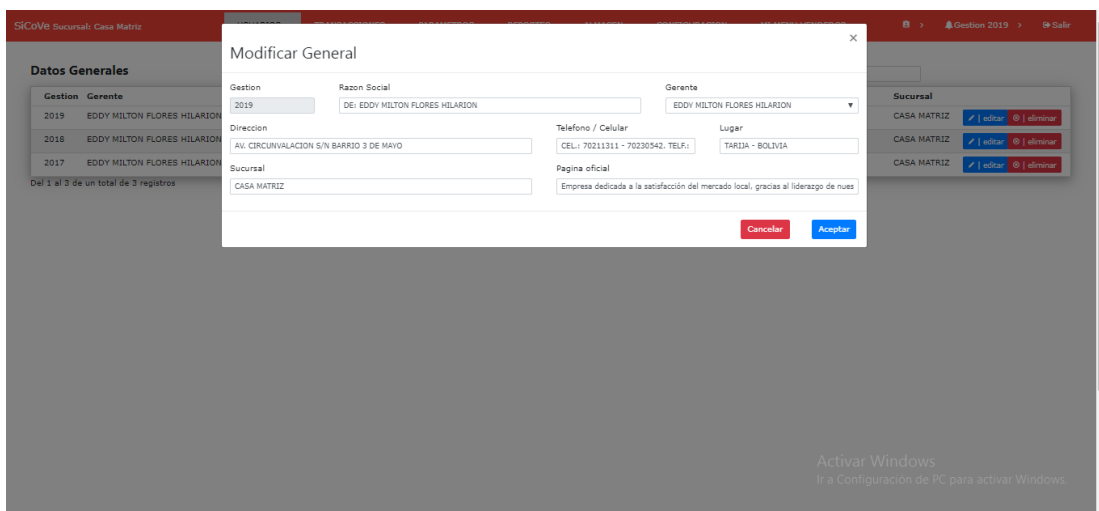 SiCoVe Sucursal: Casa Matriz
Gestion 2019
Salir
Modificar General
×
Datos Generales
Gestion Gerente Sucursal
2019 EDDY MILTON FLORES HILARION CASA MATRIZ | editar | eliminar
2018 EDDY MILTON FLORES HILARION CASA MATRIZ | editar | eliminar
2017 EDDY MILTON FLORES HILARION CASA MATRIZ | editar | eliminar
Del 1 al 3 de un total de 3 registros
Gestion Razon Social Gerente
2019 DE: EDDY MILTON FLORES HILARION EDDY MILTON FLORES HILARION
Direccion Telefono / Celular Lugar
AV. CIRCUNVALACION S/N BARRIO 3 DE MAYO CEL.: 70211311 - 70230542. TELF.: TARIJA - BOLIVIA
Sucursal Pagina oficial
CASA MATRIZ Empresa dedicada a la satisfacción del mercado local, gracias al liderazgo de nues
Cancelar Aceptar
Activar Windows
Ir a Configuración de PC para activar Windows.